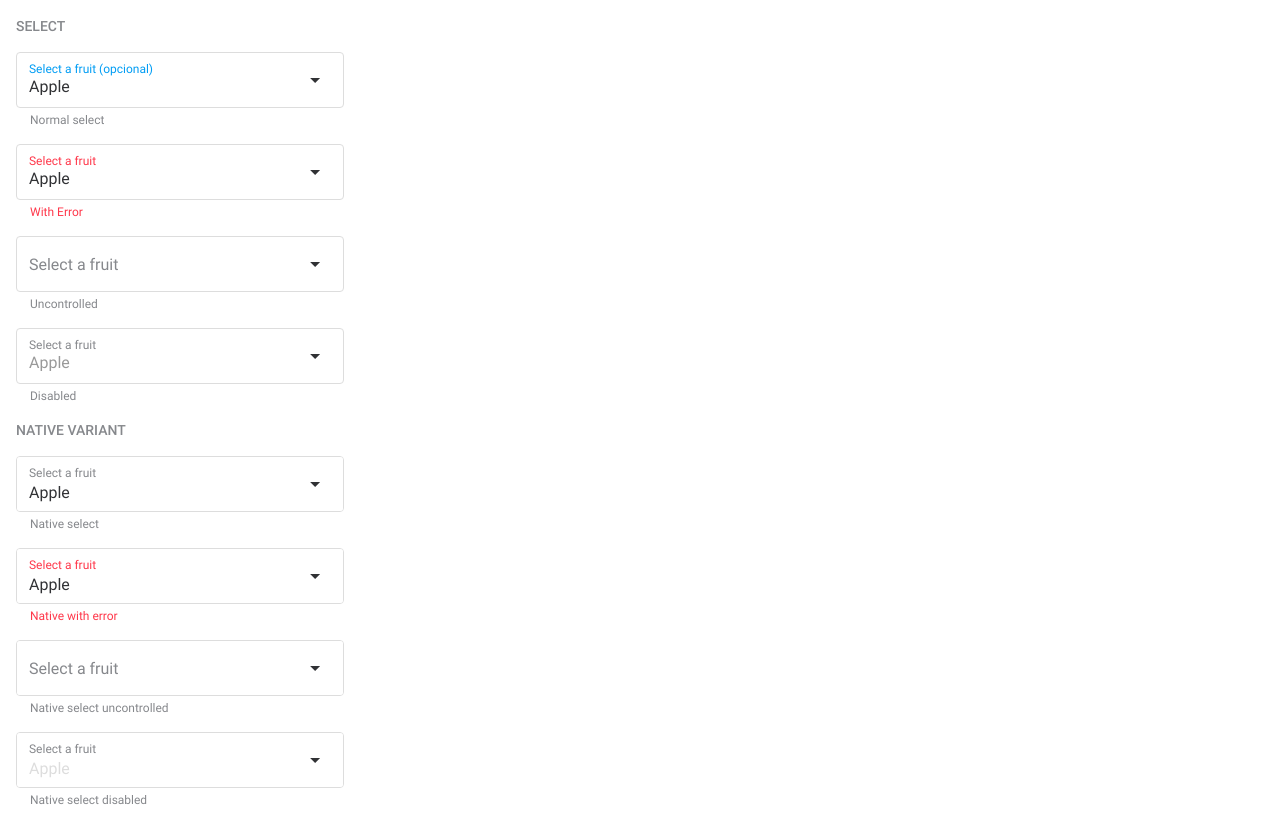 SELECT
Select a fruit (opcional)
Apple
Normal select
Select a fruit
Apple
With Error
Select a fruit
Uncontrolled
Select a fruit
Apple
Disabled
NATIVE VARIANT
Select a fruit
Apple
Native select
Select a fruit
Apple
Native with error
Select a fruit
Native select uncontrolled
Select a fruit
Apple
Native select disabled